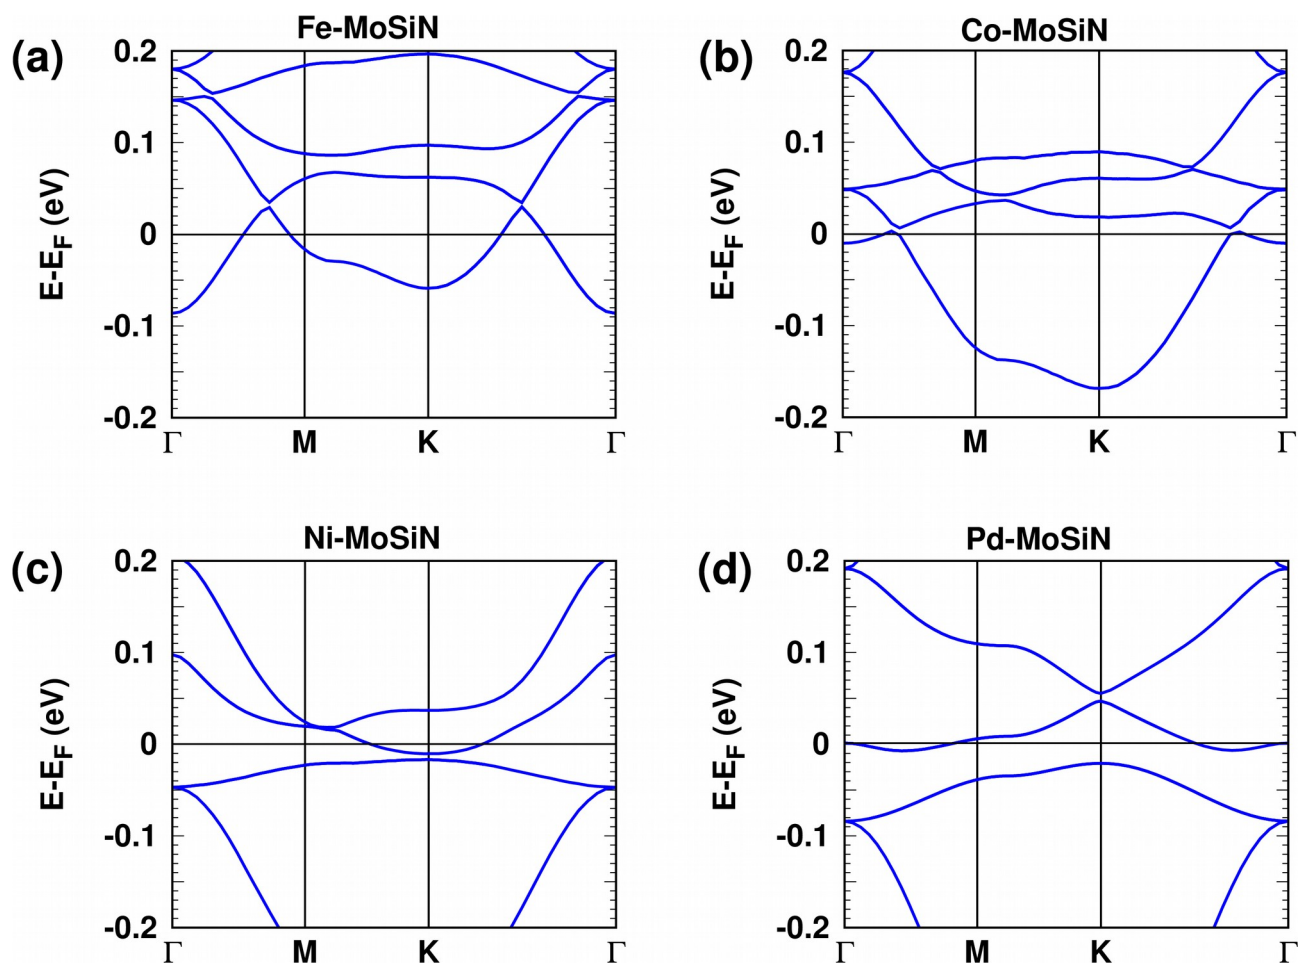 (a)
Fe-MoSiN
E-E_F (eV)
0.2
0.1
0
-0.1
-0.2
Γ M K Γ
(b)
Co-MoSiN
E-E_F (eV)
0.2
0.1
0
-0.1
-0.2
Γ M K Γ
(c)
Ni-MoSiN
E-E_F (eV)
0.2
0.1
0
-0.1
-0.2
Γ M K Γ
(d)
Pd-MoSiN
E-E_F (eV)
0.2
0.1
0
-0.1
-0.2
Γ M K Γ